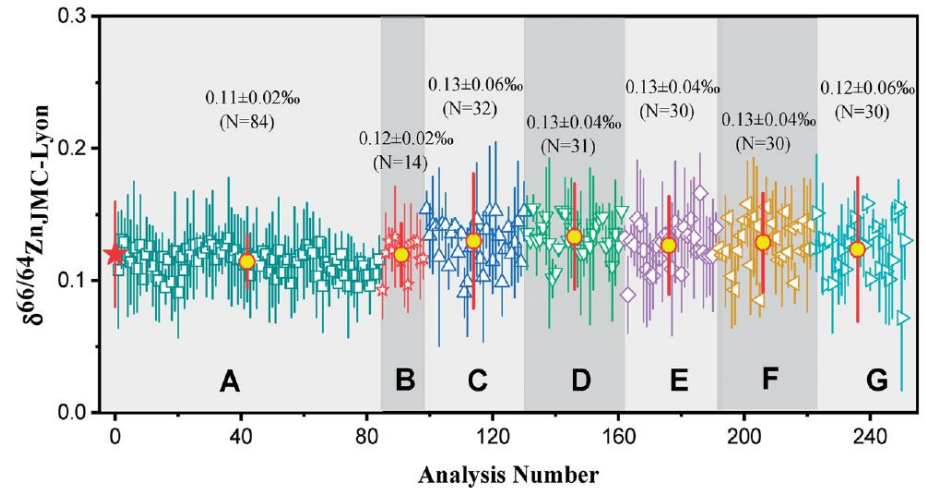 0.3
0.2
0.1
0.0
δ66/64ZnJMC-Lyon
0.11±0.02‰
(N=84)
0.12±0.02‰
(N=14)
0.13±0.06‰
(N=32)
0.13±0.04‰
(N=31)
0.13±0.04‰
(N=30)
0.13±0.04‰
(N=30)
0.12±0.06‰
(N=30)
A B C D E F G
0 40 80 120 160 200 240
Analysis Number